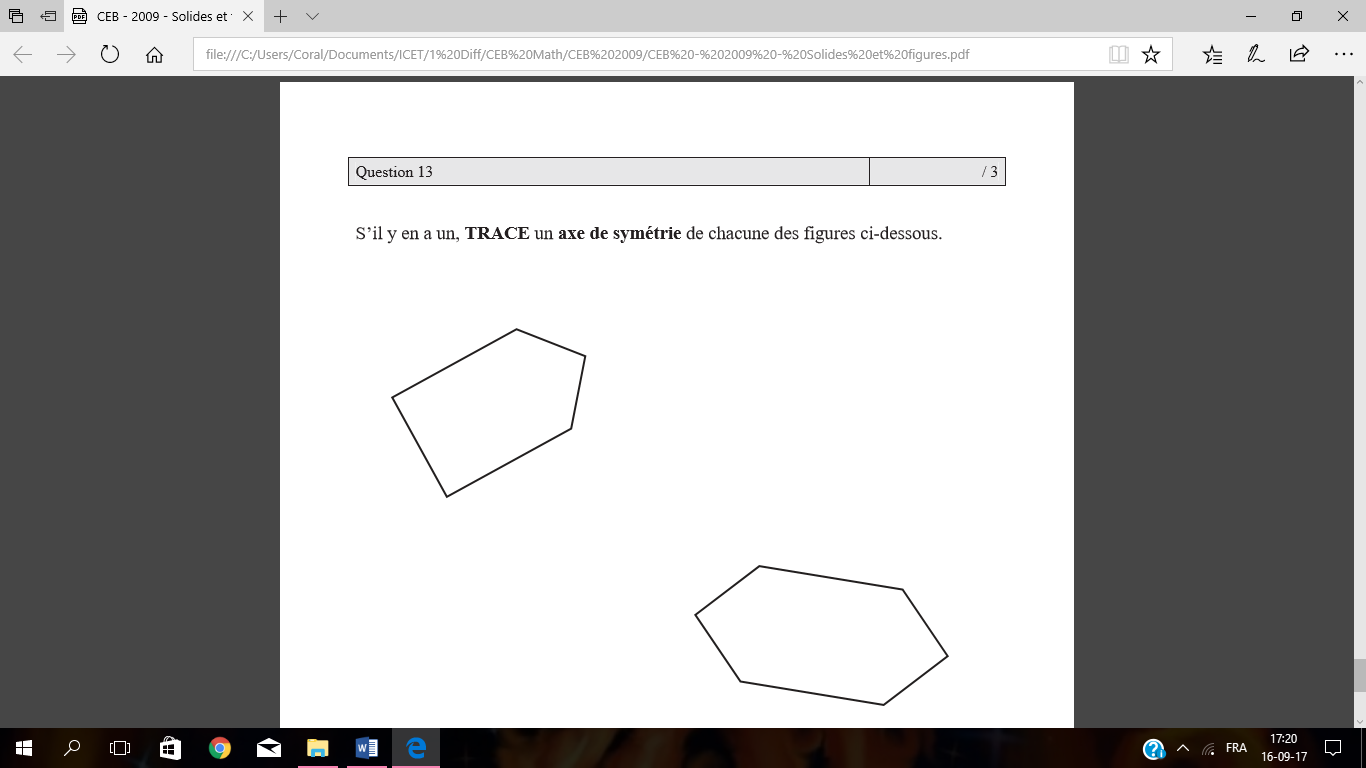 CEB - 2009 - Solides et
file:///C:/Users/Coral/Documents/ICET/1%20Diff/CEB%20Math/CEB%202009/CEB%20-%202009%20-%20Solides%20et%20figures.pdf
Question 13 / 3
S’il y en a un, TRACE un axe de symétrie de chacune des figures ci-dessous.
FRA
17:20
16-09-17